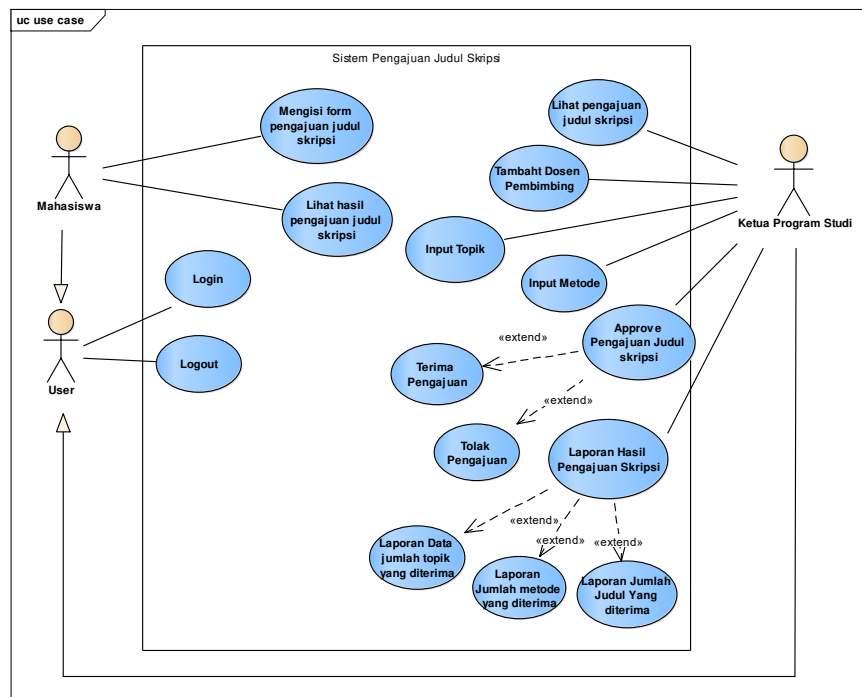 uc use case
Sistem Pengajuan Judul Skripsi
Mahasiswa
User
Ketua Program Studi
Mengisi form
pengajuan judul
skripsi
Lihat hasil
pengajuan judul
skripsi
Login
Logout
Lihat pengajuan
judul skripsi
Tambaht Dosen
Pembimbing
Input Topik
Input Metode
Approve
Pengajuan Judul
skripsi
«extend»
Terima
Pengajuan
«extend»
Tolak
Pengajuan
Laporan Hasil
Pengajuan Skripsi
«extend»
«extend»
«extend»
Laporan Data
jumlah topik
yang diterima
Laporan
Jumlah metode
yang diterima
Laporan Jumlah
Judul Yang
diterima